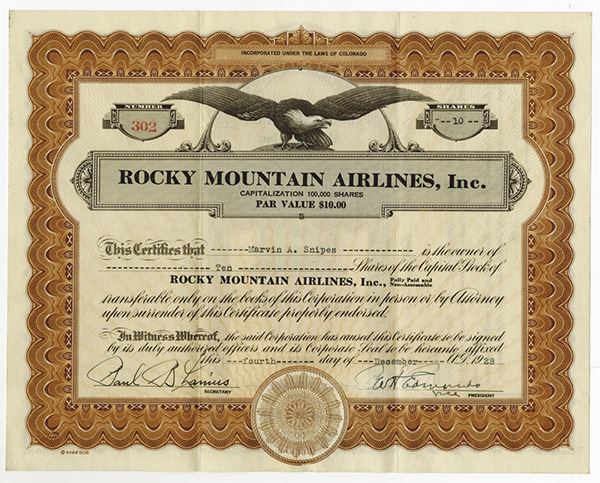 INCORPORATED UNDER THE LAWS OF COLORADO
NUMBER
302
SHARES
---10---
ROCKY MOUNTAIN AIRLINES, Inc.
CAPITALIZATION 100,000 SHARES
PAR VALUE $10.00
This Certifies that ------Marvin A. Snipes------ is the owner of
------Ten------ Shares of the Capital Stock of
ROCKY MOUNTAIN AIRLINES, Inc., Fully Paid and Non-Assessable
transferable only on the books of this Corporation in person or by Attorney
upon surrender of this Certificate properly endorsed.
In Witness Whereof, the said Corporation has caused this Certificate to be signed
by its duly authorized officers and its Corporate Seal to be hereunto affixed
this ---fourth--- day of ---December--- A.D. 1928
Paul B
SECRETARY
Vice PRESIDENT